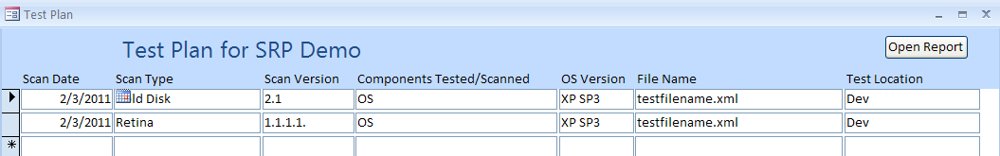 Test Plan
Test Plan for SRP Demo
Open Report
Scan Date Scan Type Scan Version Components Tested/Scanned OS Version File Name Test Location
2/3/2011 ld Disk 2.1 OS XP SP3 testfilename.xml Dev
2/3/2011 Retina 1.1.1.1. OS XP SP3 testfilename.xml Dev